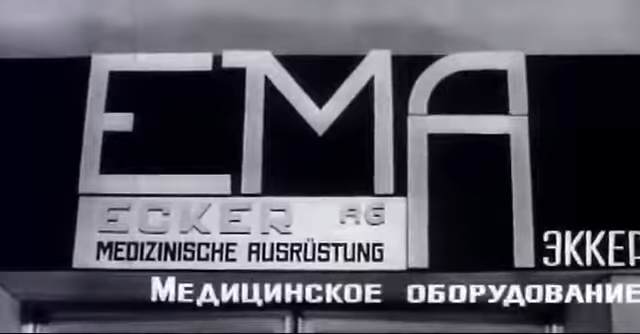 EMA
ECKER AG
MEDIZINISCHE AUSRÜSTUNG
ЭККЕР
МЕДИЦИНСКОЕ ОБОРУДОВАНИЕ